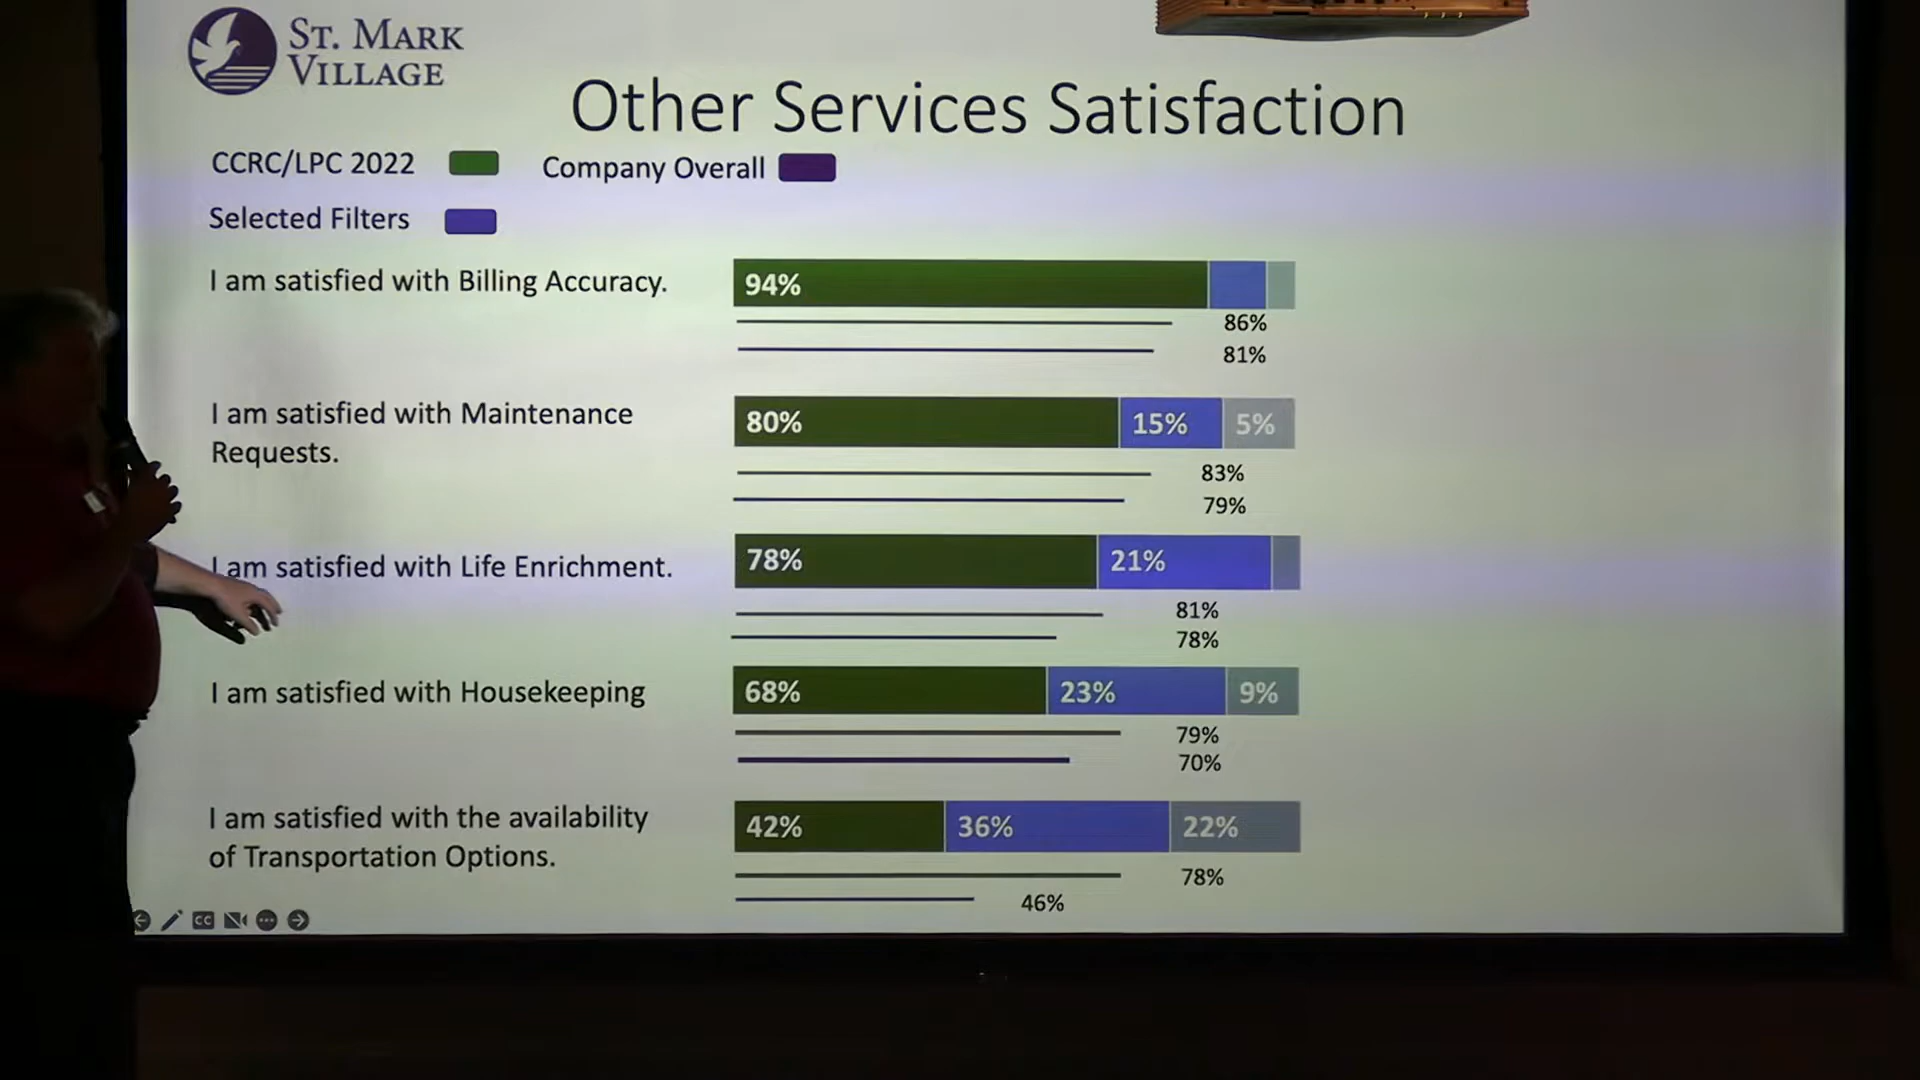 ST. MARK
VILLAGE
Other Services Satisfaction
CCRC/LPC 2022
Company Overall
Selected Filters
I am satisfied with Billing Accuracy.
94%
86%
81%
I am satisfied with Maintenance
Requests.
80%
15%
5%
83%
79%
I am satisfied with Life Enrichment.
78%
21%
81%
78%
I am satisfied with Housekeeping
68%
23%
9%
79%
70%
I am satisfied with the availability
of Transportation Options.
42%
36%
22%
78%
46%
CC